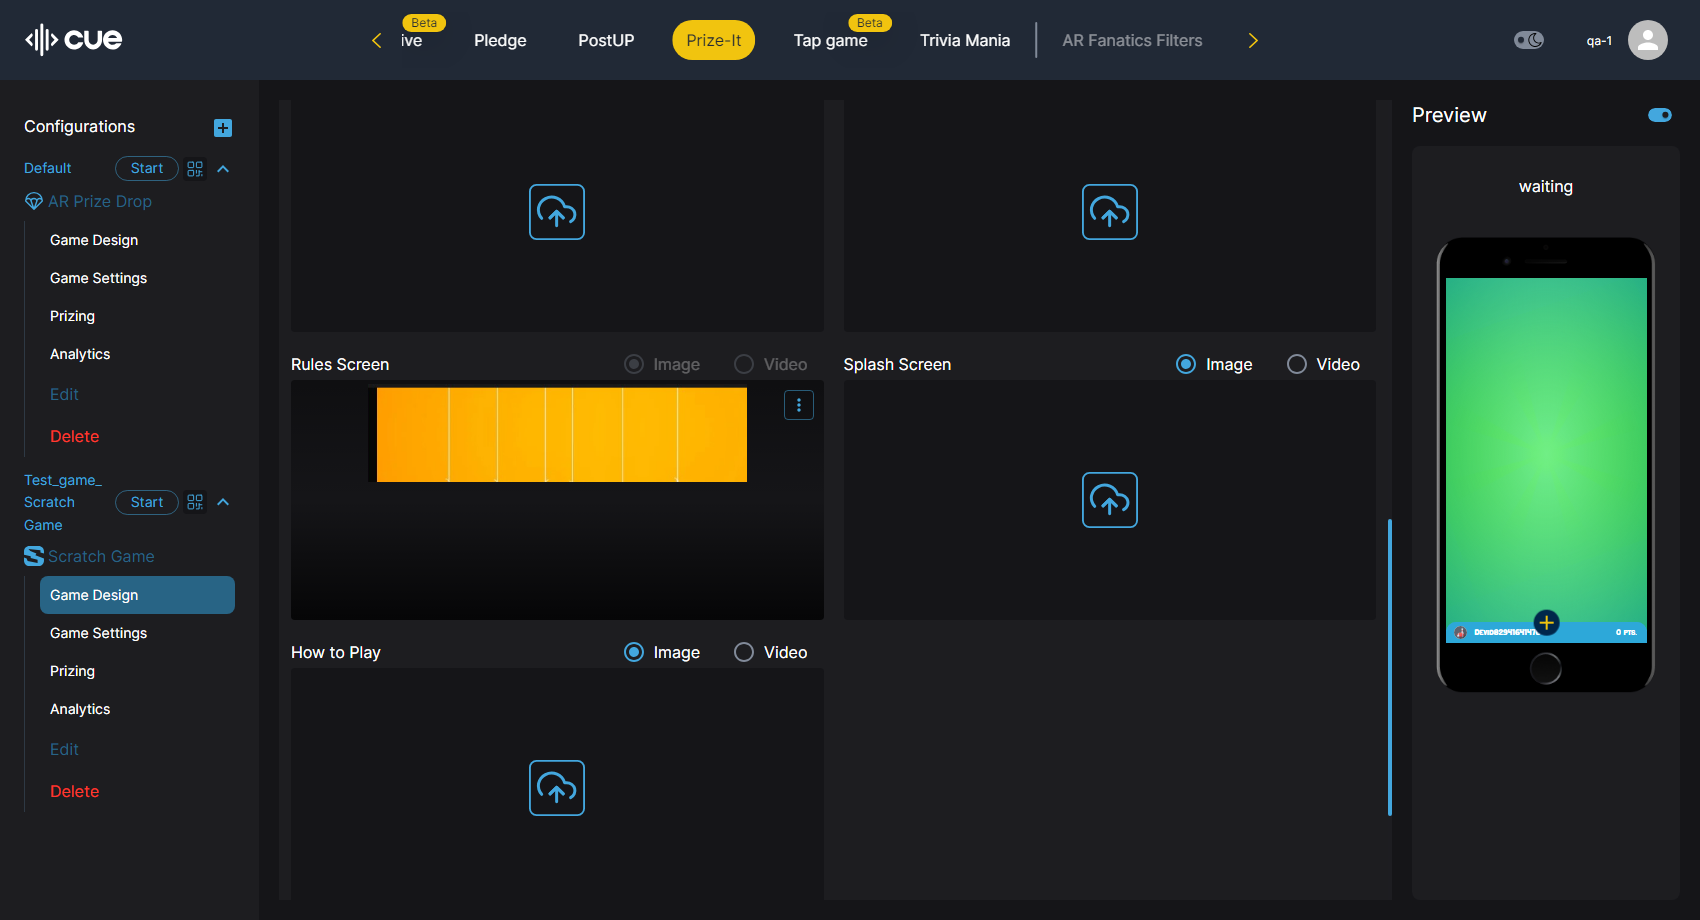 cue
Beta
ive
Pledge
PostUP
Prize-It
Beta
Tap game
Trivia Mania
AR Fanatics Filters
qa-1
Configurations
Default
Start
AR Prize Drop
Game Design
Game Settings
Prizing
Analytics
Edit
Delete
Test_game_
Scratch
Game
Start
Scratch Game
Game Design
Game Settings
Prizing
Analytics
Edit
Delete
Rules Screen
Image
Video
Splash Screen
Image
Video
How to Play
Image
Video
Preview
waiting
0 PTS.